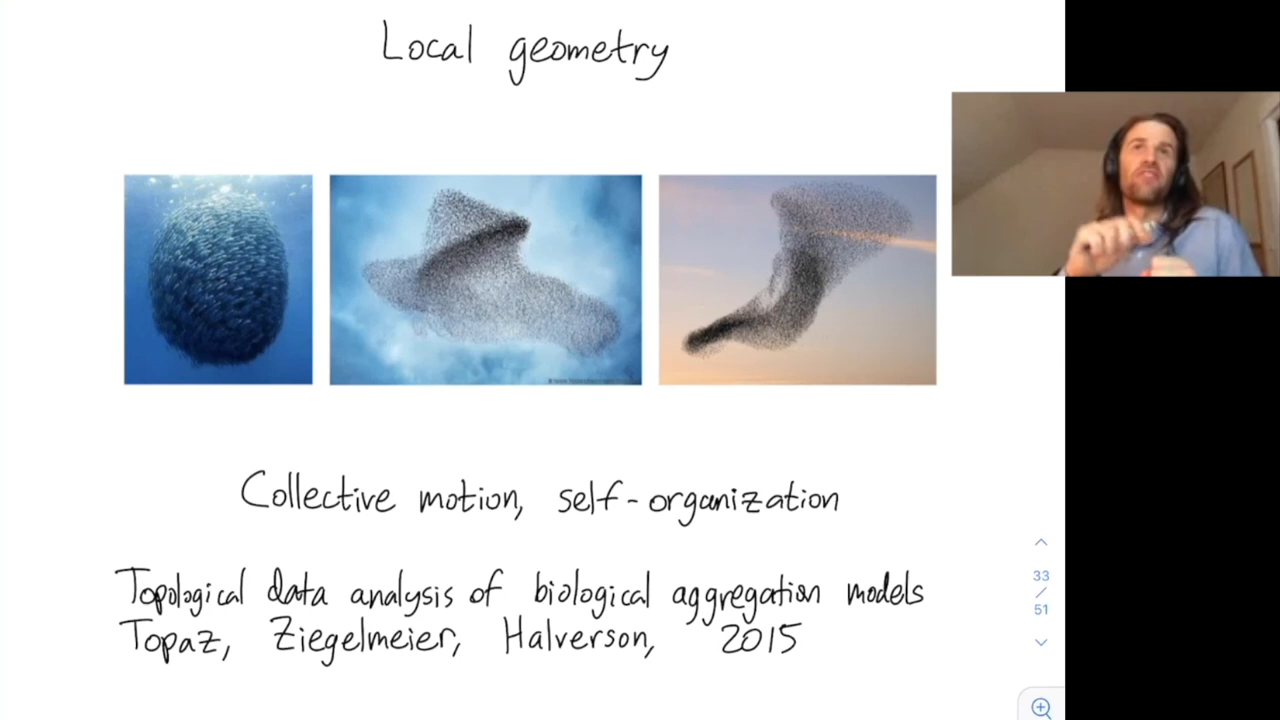 Local geometry
Collective motion, self-organization
Topological data analysis of biological aggregation models
Topaz, Ziegelmeier, Halverson, 2015
33
/
51